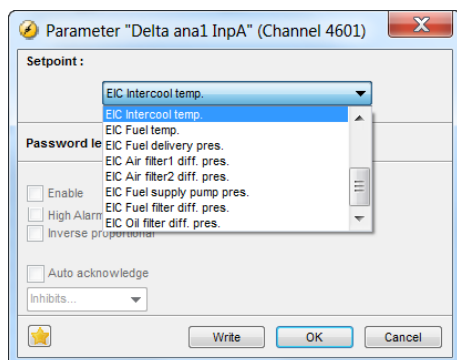 Parameter "Delta ana1 InpA" (Channel 4601)
Setpoint :
EIC Intercool temp.
EIC Intercool temp.
EIC Fuel temp.
Password le
EIC Fuel delivery pres.
EIC Air filter1 diff. pres.
EIC Air filter2 diff. pres.
Enable
EIC Fuel supply pump pres.
High Alarm
EIC Fuel filter diff. pres.
EIC Oil filter diff. pres.
Inverse proportional
Auto acknowledge
Inhibits...
Write
OK
Cancel